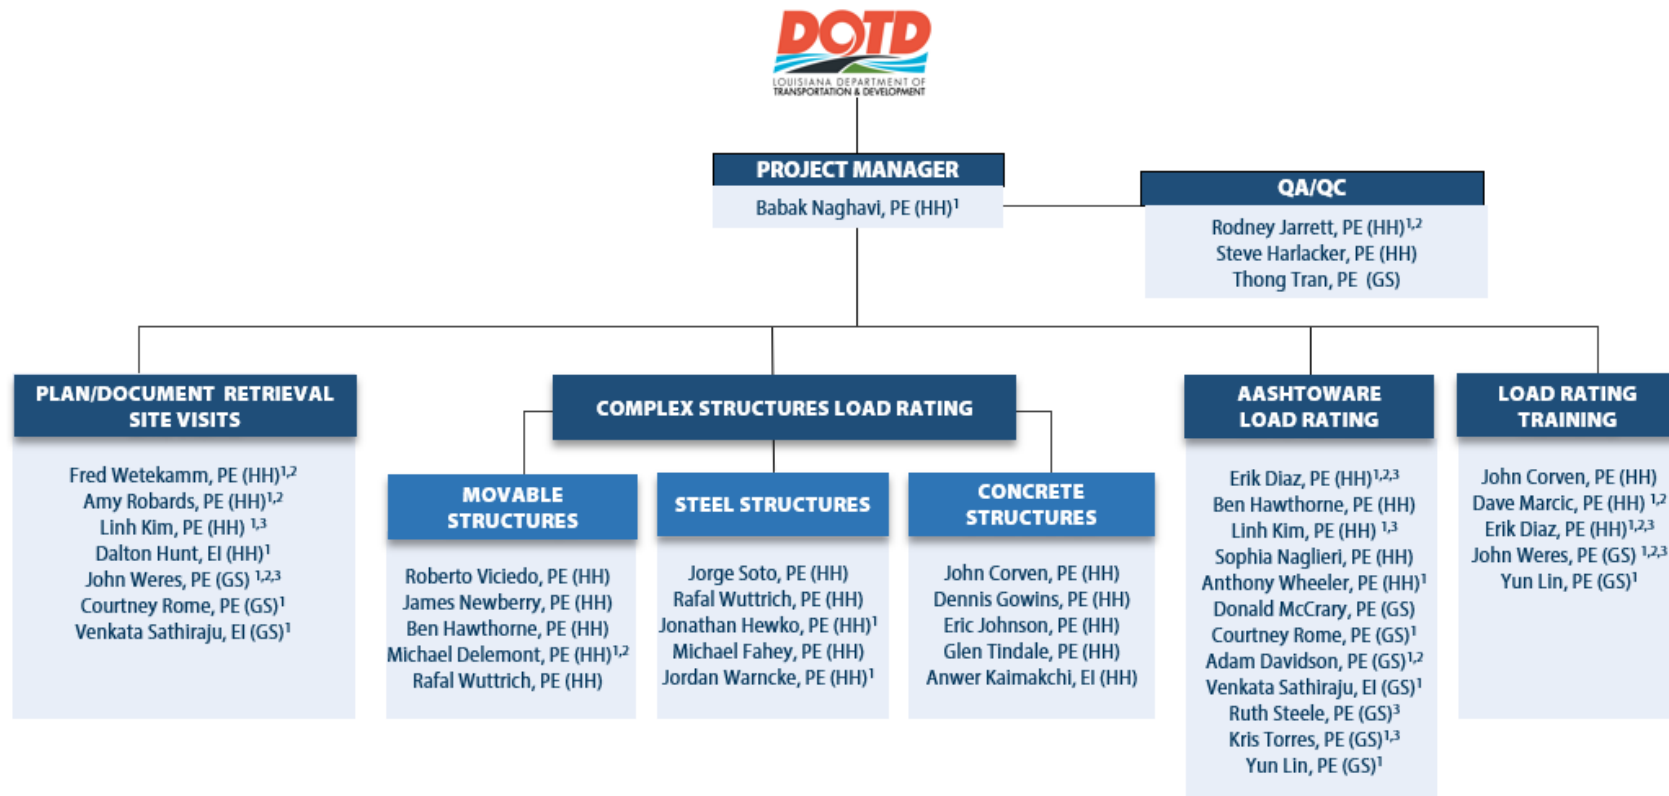 DOTD
LOUISIANA DEPARTMENT OF
TRANSPORTATION & DEVELOPMENT
PROJECT MANAGER
Babak Naghavi, PE (HH)¹
QA/QC
Rodney Jarrett, PE (HH)¹,²
Steve Harlacker, PE (HH)
Thong Tran, PE (GS)
PLAN/DOCUMENT RETRIEVAL
SITE VISITS
Fred Wetekamm, PE (HH)¹,²
Amy Robards, PE (HH)¹,²
Linh Kim, PE (HH) ¹,³
Dalton Hunt, EI (HH)¹
John Weres, PE (GS) ¹,²,³
Courtney Rome, PE (GS)¹
Venkata Sathiraju, EI (GS)¹
COMPLEX STRUCTURES LOAD RATING
MOVABLE
STRUCTURES
Roberto Viciedo, PE (HH)
James Newberry, PE (HH)
Ben Hawthorne, PE (HH)
Michael Delemont, PE (HH)¹,²
Rafal Wuttrich, PE (HH)
STEEL STRUCTURES
Jorge Soto, PE (HH)
Rafal Wuttrich, PE (HH)
Jonathan Hewko, PE (HH)¹
Michael Fahey, PE (HH)
Jordan Warncke, PE (HH)¹
CONCRETE
STRUCTURES
John Corven, PE (HH)
Dennis Gowins, PE (HH)
Eric Johnson, PE (HH)
Glen Tindale, PE (HH)
Anwer Kaimakchi, EI (HH)
AASHTOWARE
LOAD RATING
Erik Diaz, PE (HH)¹,²,³
Ben Hawthorne, PE (HH)
Linh Kim, PE (HH) ¹,³
Sophia Naglieri, PE (HH)
Anthony Wheeler, PE (HH)¹
Donald McCrary, PE (GS)
Courtney Rome, PE (GS)¹
Adam Davidson, PE (GS)¹,²
Venkata Sathiraju, EI (GS)¹
Ruth Steele, PE (GS)³
Kris Torres, PE (GS)¹,³
Yun Lin, PE (GS)¹
LOAD RATING
TRAINING
John Corven, PE (HH)
Dave Marcic, PE (HH) ¹,²
Erik Diaz, PE (HH)¹,²,³
John Weres, PE (GS) ¹,²,³
Yun Lin, PE (GS)¹